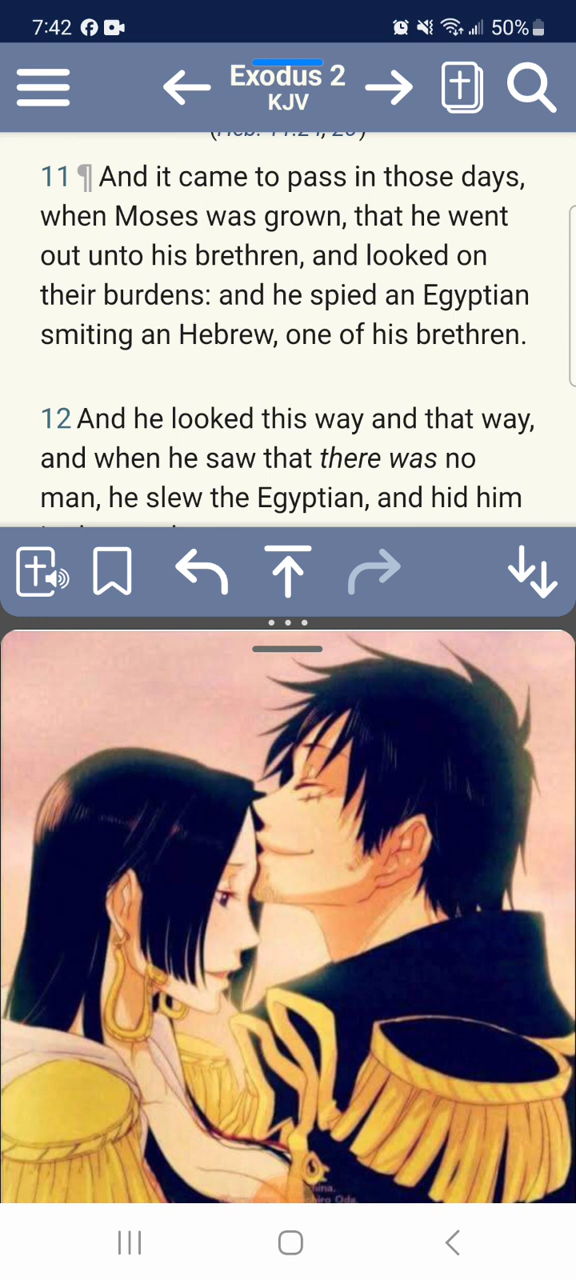 7:42
50%
Exodus 2
KJV
11 ¶ And it came to pass in those days,
when Moses was grown, that he went
out unto his brethren, and looked on
their burdens: and he spied an Egyptian
smiting an Hebrew, one of his brethren.
12 And he looked this way and that way,
and when he saw that there was no
man, he slew the Egyptian, and hid him
Oda.